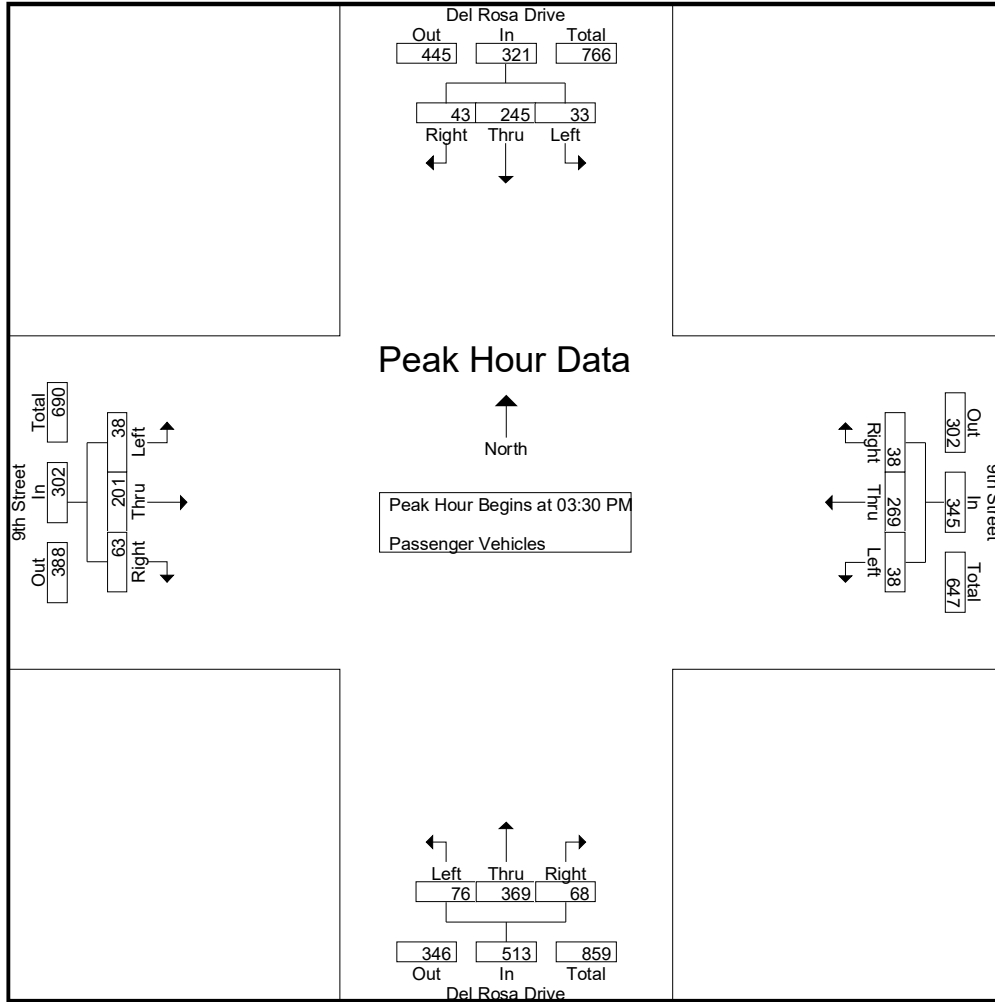 Del Rosa Drive
Out In Total
445 321 766
43 245 33
Right Thru Left
Peak Hour Data
North
Peak Hour Begins at 03:30 PM
Passenger Vehicles
9th Street
Out In Total
388 302 690
Right Thru Left
63 201 38
9th Street
Out In Total
302 345 647
Right Thru Left
38 269 38
Left Thru Right
76 369 68
346 513 859
Out In Total
Del Rosa Drive